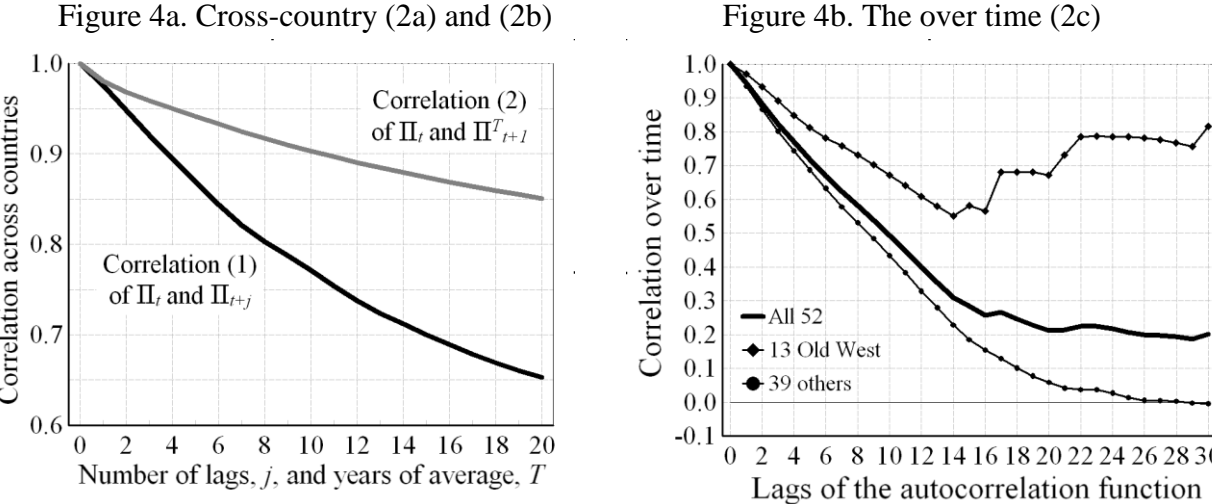 Figure 4a. Cross-country (2a) and (2b)
1.0
0.9
0.8
0.7
0.6
Correlation across countries
Correlation (2)
of Πt and ΠTt+1
Correlation (1)
of Πt and Πt+j
0 2 4 6 8 10 12 14 16 18 20
Number of lags, j, and years of average, T
Figure 4b. The over time (2c)
1.0
0.9
0.8
0.7
0.6
0.5
0.4
0.3
0.2
0.1
0.0
-0.1
Correlation over time
All 52
13 Old West
39 others
0 2 4 6 8 10 12 14 16 18 20 22 24 26 28 30
Lags of the autocorrelation function